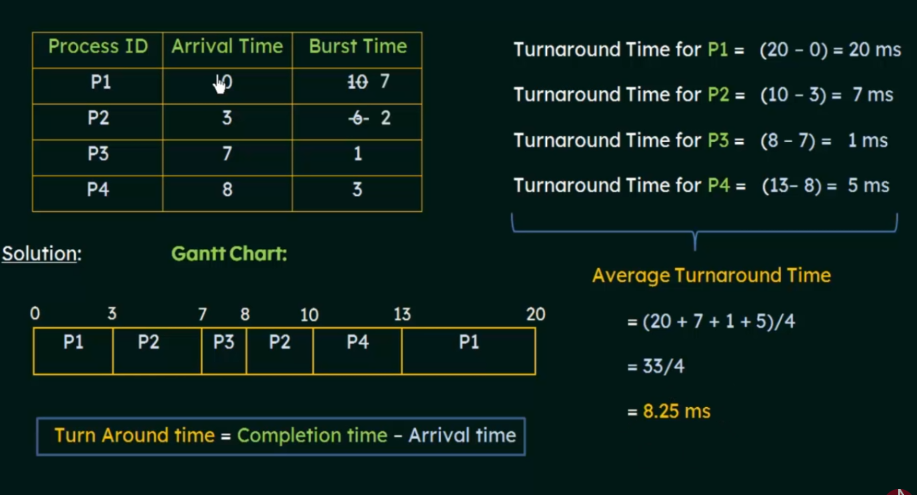 Process ID Arrival Time Burst Time
P1 0 10 7
P2 3 6 2
P3 7 1
P4 8 3
Turnaround Time for P1 = (20 – 0) = 20 ms
Turnaround Time for P2 = (10 – 3) = 7 ms
Turnaround Time for P3 = (8 – 7) = 1 ms
Turnaround Time for P4 = (13– 8) = 5 ms
Solution: Gantt Chart:
0 3 7 8 10 13 20
P1 P2 P3 P2 P4 P1
Turn Around time = Completion time – Arrival time
Average Turnaround Time
= (20 + 7 + 1 + 5)/4
= 33/4
= 8.25 ms